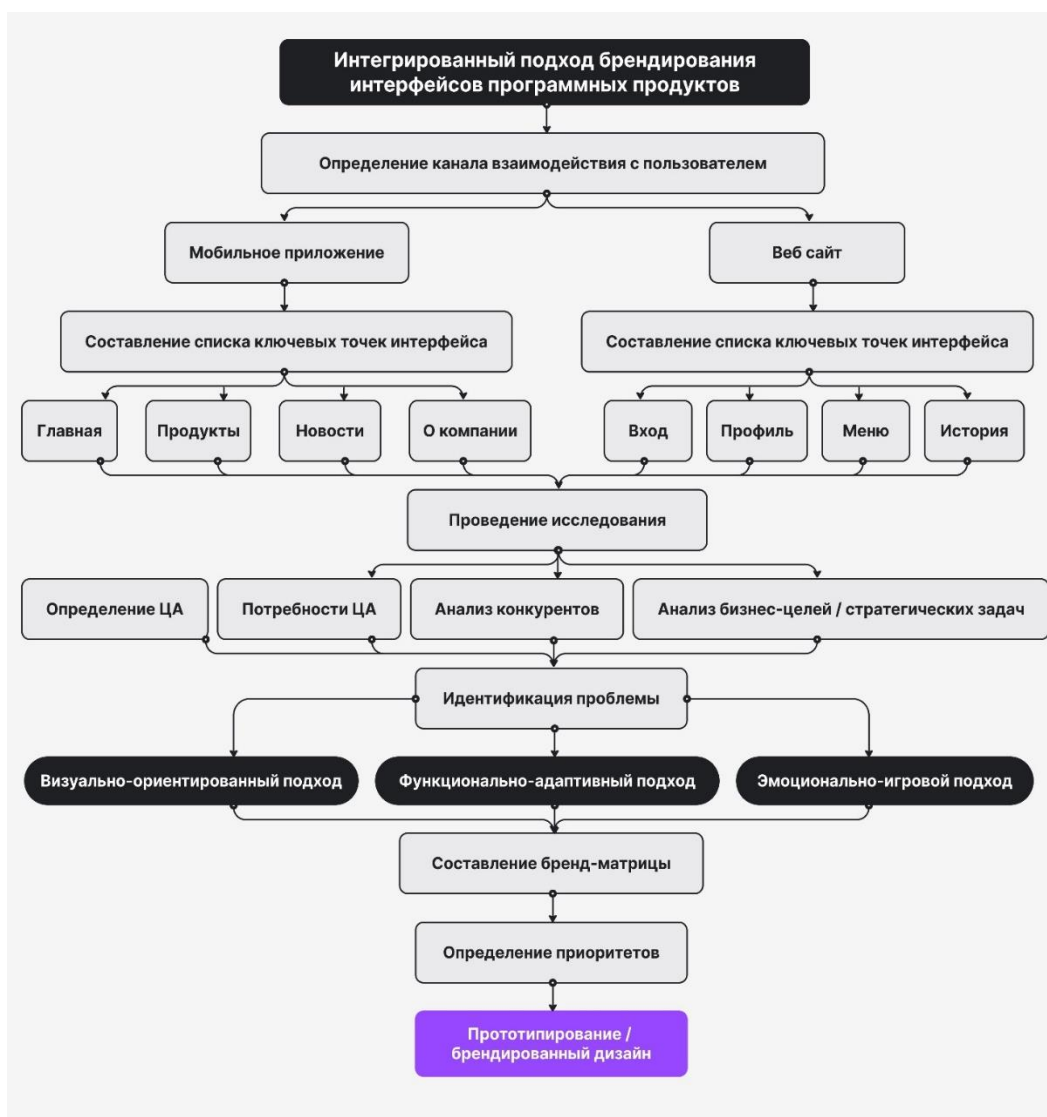 Интегрированный подход брендирования
интерфейсов программных продуктов
Определение канала взаимодействия с пользователем
Мобильное приложение
Веб сайт
Составление списка ключевых точек интерфейса
Составление списка ключевых точек интерфейса
Главная
Продукты
Новости
О компании
Вход
Профиль
Меню
История
Проведение исследования
Определение ЦА
Потребности ЦА
Анализ конкурентов
Анализ бизнес-целей / стратегических задач
Идентификация проблемы
Визуально-ориентированный подход
Функционально-адаптивный подход
Эмоционально-игровой подход
Составление бренд-матрицы
Определение приоритетов
Прототипирование /
брендированный дизайн